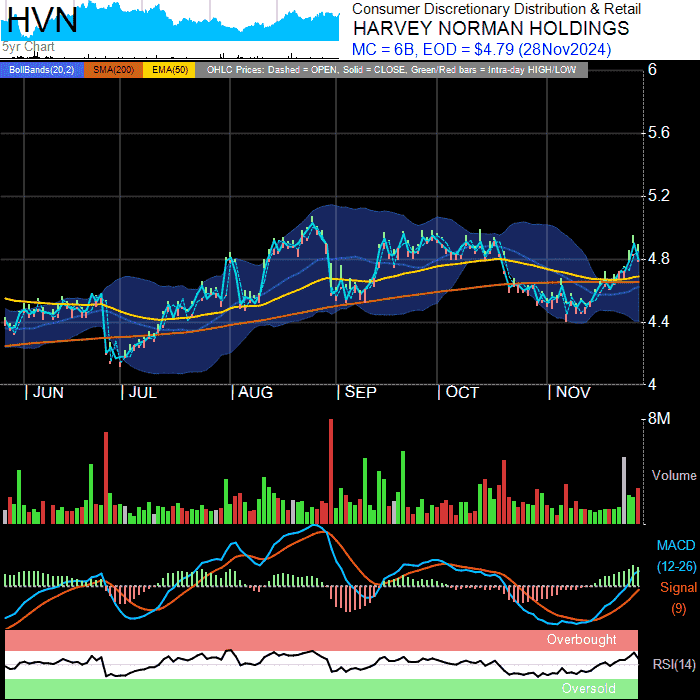 HVN
5yr Chart
Consumer Discretionary Distribution & Retail
HARVEY NORMAN HOLDINGS
MC = 6B, EOD = $4.79 (28Nov2024)
BollBands(20,2) SMA(200) EMA(50) OHLC Prices: Dashed = OPEN, Solid = CLOSE, Green/Red bars = Intra-day HIGH/LOW
6
5.6
5.2
4.8
4.4
4
JUN JUL AUG SEP OCT NOV
8M
Volume
MACD
(12-26)
Signal
(9)
Overbought
RSI(14)
Oversold